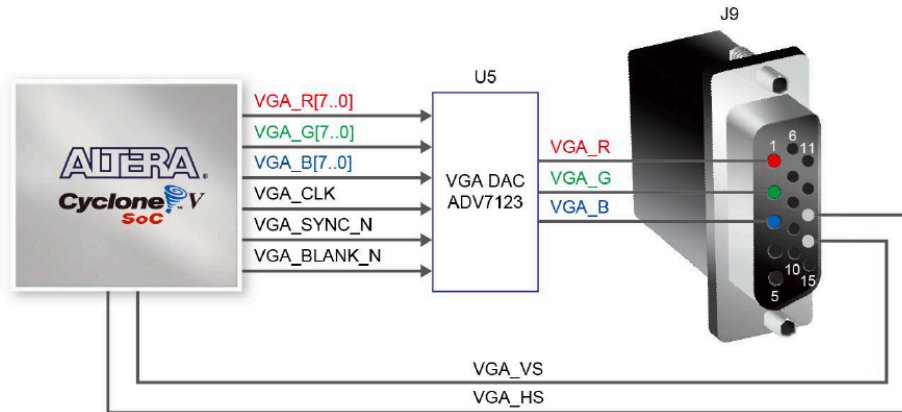 J9
U5
VGA_R[7..0]
VGA_G[7..0]
VGA_B[7..0]
VGA_CLK
VGA_SYNC_N
VGA_BLANK_N
ALTERA®
Cyclone V
SoC
VGA DAC
ADV7123
VGA_R
VGA_G
VGA_B
1
6
11
5
10
15
VGA_VS
VGA_HS